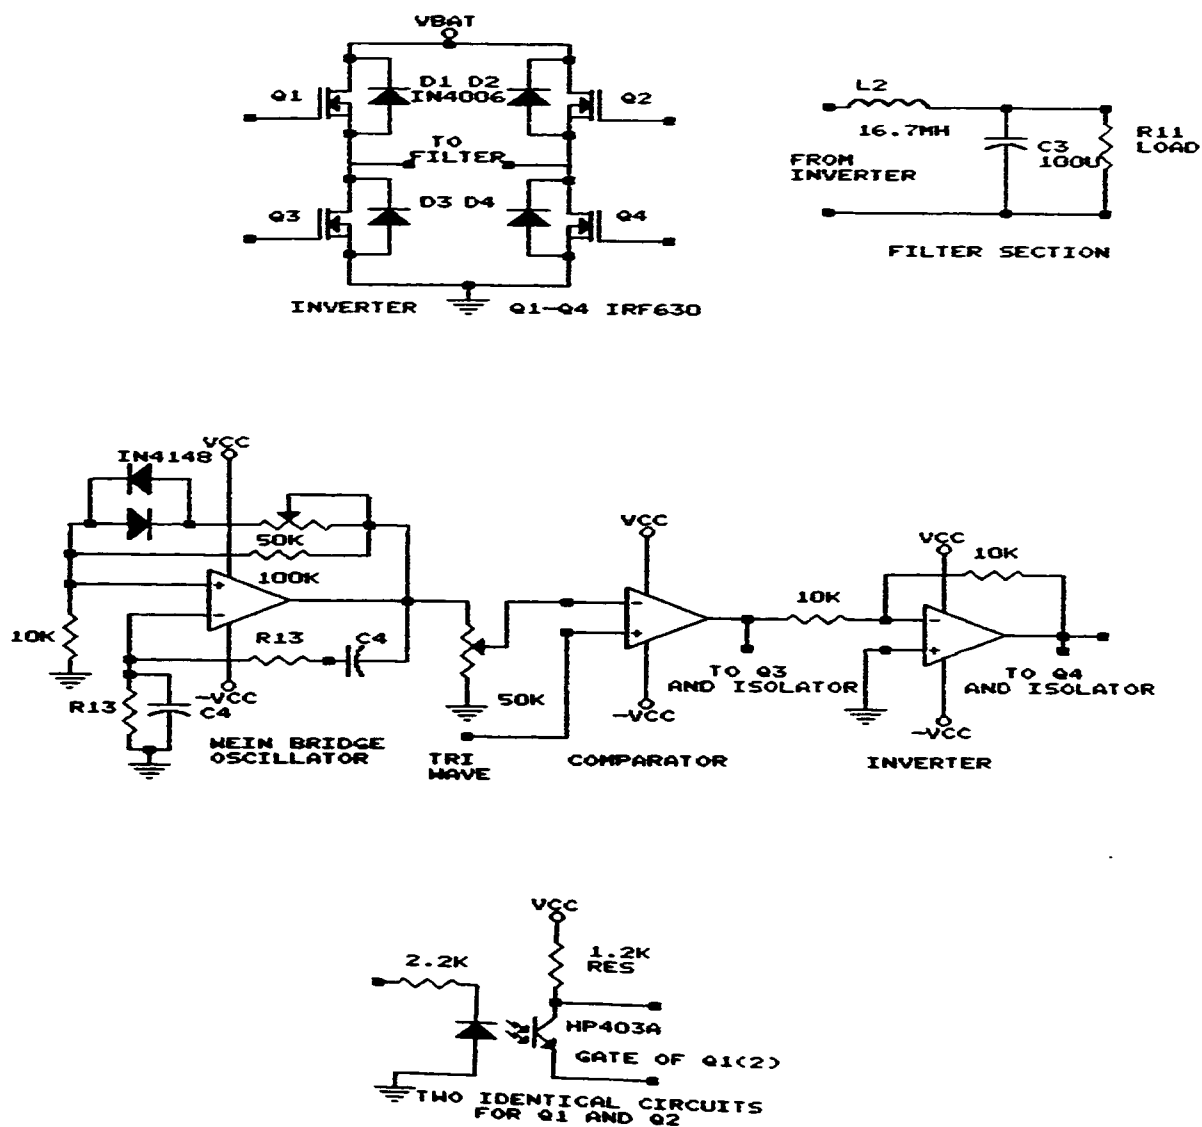 VBAT
Q1
D1 D2
IN4006
Q2
TO
FILTER
Q3
D3 D4
Q4
INVERTER
Q1-Q4 IRF630
L2
16.7MH
FROM
INVERTER
C3
100U
R11
LOAD
FILTER SECTION
IN4148
VCC
50K
100K
+
-
10K
R13
C4
-VCC
R13
C4
WEIN BRIDGE
OSCILLATOR
50K
TRI
WAVE
VCC
-
+
-VCC
COMPARATOR
TO Q3
AND ISOLATOR
10K
VCC
10K
-
+
-VCC
TO Q4
AND ISOLATOR
INVERTER
VCC
2.2K
1.2K
RES
HP403A
GATE OF Q1(2)
TWO IDENTICAL CIRCUITS
FOR Q1 AND Q2